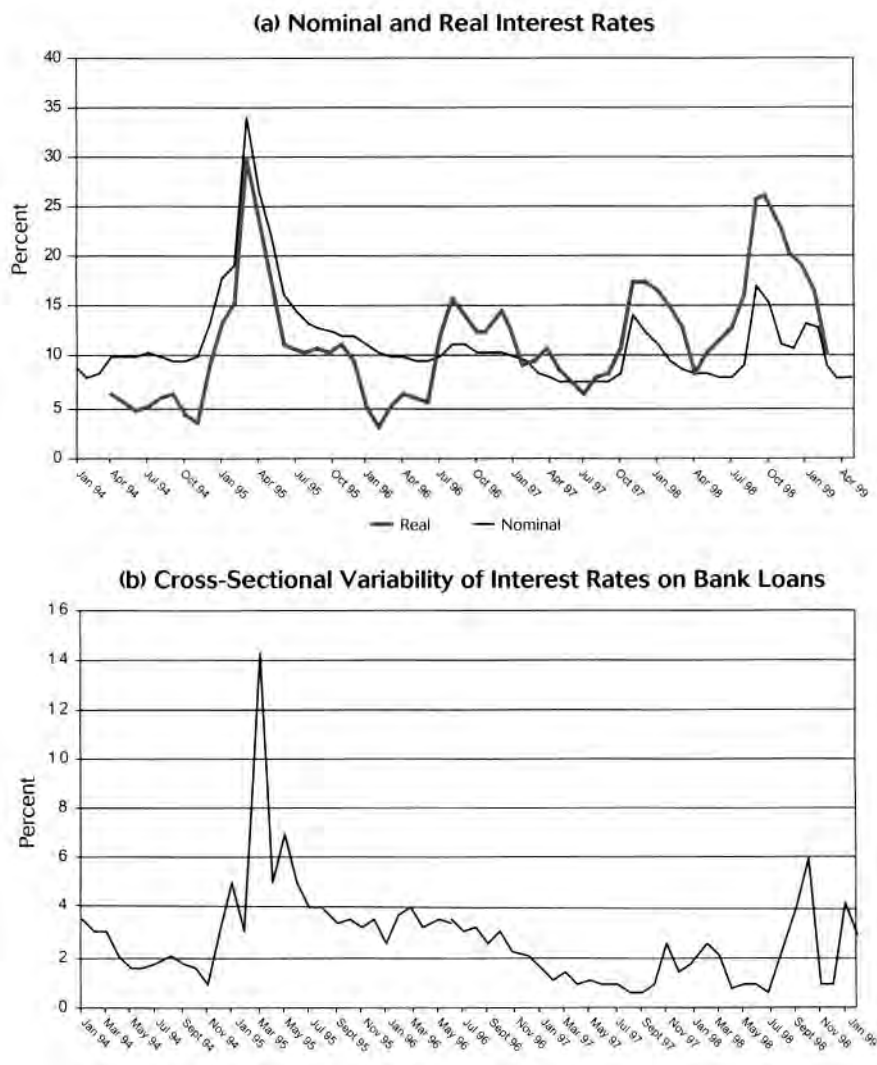 (a) Nominal and Real Interest Rates
40
35
30
25
20
15
10
5
0
Percent
Jan 94
Apr 94
Jul 94
Oct 94
Jan 95
Apr 95
Jul 95
Oct 95
Jan 96
Apr 96
Jul 96
Oct 96
Jan 97
Apr 97
Jul 97
Oct 97
Jan 98
Apr 98
Jul 98
Oct 98
Jan 99
Apr 99
Real Nominal
(b) Cross-Sectional Variability of Interest Rates on Bank Loans
16
14
12
10
8
6
4
2
0
Percent
Jan 94
Mar 94
May 94
Jul 94
Sept 94
Nov 94
Jan 95
Mar 95
May 95
Jul 95
Sept 95
Nov 95
Jan 96
Mar 96
May 96
Jul 96
Sept 96
Nov 96
Jan 97
Mar 97
May 97
Jul 97
Sept 97
Nov 97
Jan 98
Mar 98
May 98
Jul 98
Sept 98
Nov 98
Jan 99